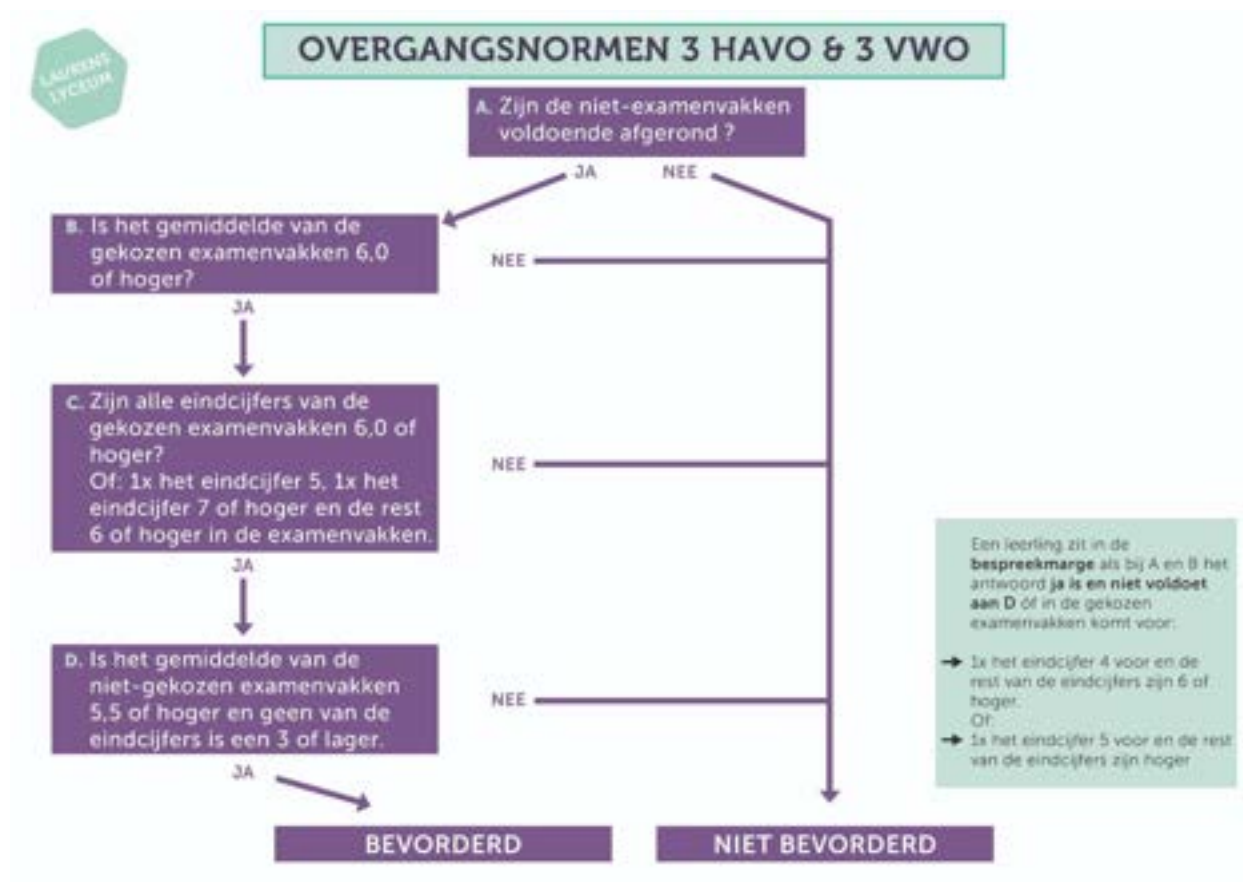 LAURENS
LYCEUM
OVERGANGSNORMEN 3 HAVO & 3 VWO
A. Zijn de niet-examenvakken
voldoende afgerond ?
JA NEE
B. Is het gemiddelde van de
gekozen examenvakken 6,0
of hoger?
NEE
JA
C. Zijn alle eindcijfers van de
gekozen examenvakken 6,0 of
hoger?
Of: 1x het eindcijfer 5, 1x het
eindcijfer 7 of hoger en de rest
6 of hoger in de examenvakken.
NEE
JA
D. Is het gemiddelde van de
niet-gekozen examenvakken
5,5 of hoger en geen van de
eindcijfers is een 3 of lager.
NEE
JA
Een leerling zit in de
bespreekmarge als bij A en B het
antwoord ja is en niet voldoet
aan D óf in de gekozen
examenvakken komt voor:
→ 1x het eindcijfer 4 voor en de
rest van de eindcijfers zijn 6 of
hoger.
Of:
→ 1x het eindcijfer 5 voor en de rest
van de eindcijfers zijn hoger
BEVORDERD
NIET BEVORDERD